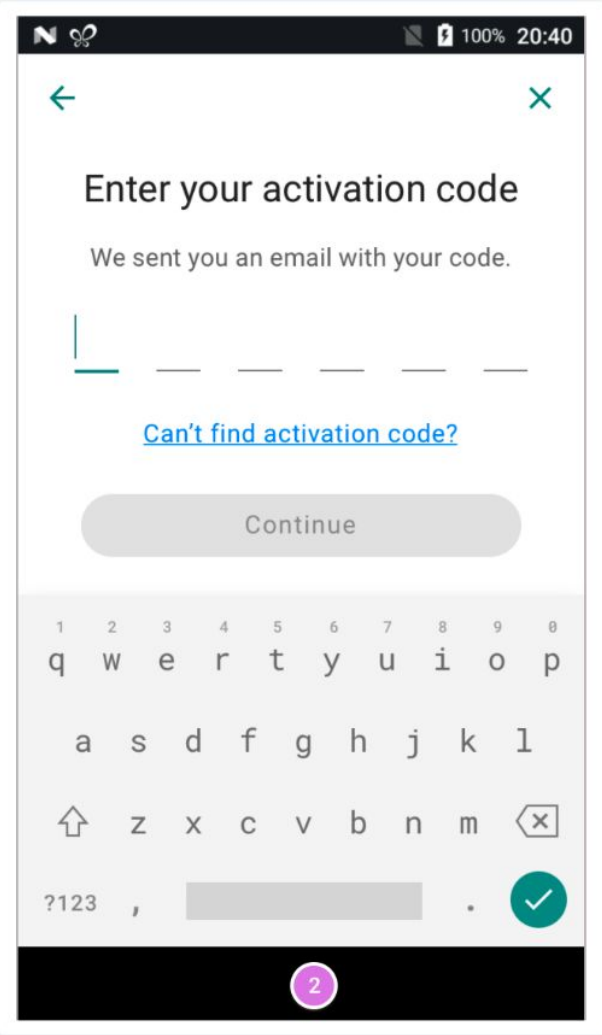 100% 20:40
Enter your activation code
We sent you an email with your code.
Can't find activation code?
Continue
1 2 3 4 5 6 7 8 9 0
q w e r t y u i o p
a s d f g h j k l
z x c v b n m
?123 , .
2